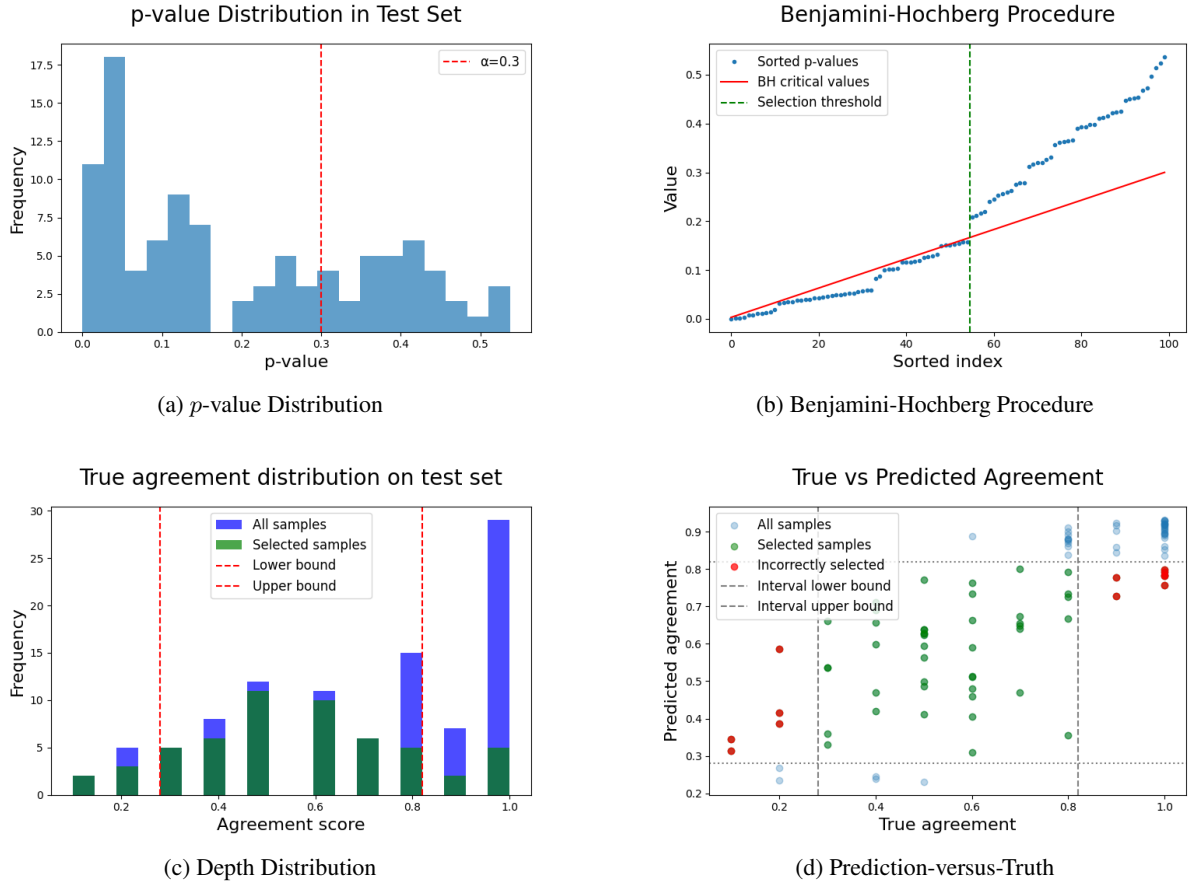 p-value Distribution in Test Set
Frequency
17.5
15.0
12.5
10.0
7.5
5.0
2.5
0.0
α=0.3
0.0 0.1 0.2 0.3 0.4 0.5
p-value
(a) p-value Distribution
Benjamini-Hochberg Procedure
Value
0.5
0.4
0.3
0.2
0.1
0.0
Sorted p-values
BH critical values
Selection threshold
0 20 40 60 80 100
Sorted index
(b) Benjamini-Hochberg Procedure
True agreement distribution on test set
Frequency
30
25
20
15
10
5
0
All samples
Selected samples
Lower bound
Upper bound
0.2 0.4 0.6 0.8 1.0
Agreement score
(c) Depth Distribution
True vs Predicted Agreement
Predicted agreement
0.9
0.8
0.7
0.6
0.5
0.4
0.3
0.2
All samples
Selected samples
Incorrectly selected
Interval lower bound
Interval upper bound
0.2 0.4 0.6 0.8 1.0
True agreement
(d) Prediction-versus-Truth